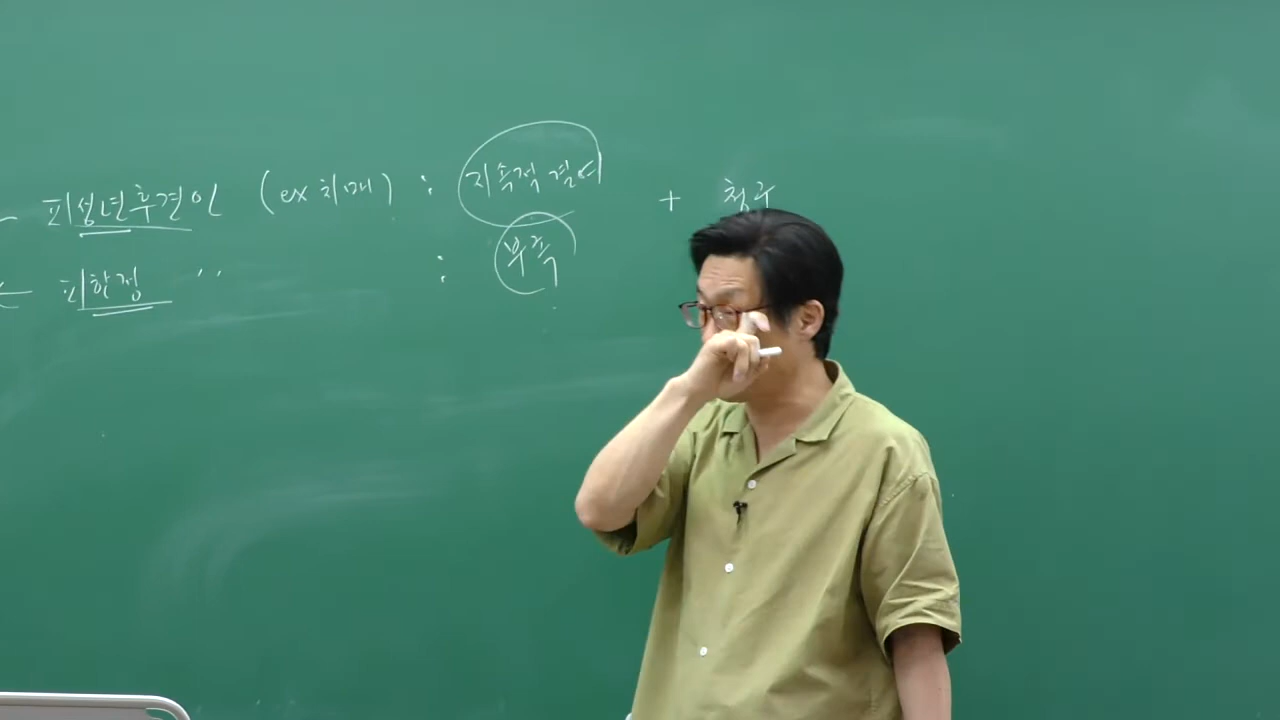 - 피성년후견인 (ex 치매) : 지속적 결여 + 청구
- 피한정 〃 : 부족